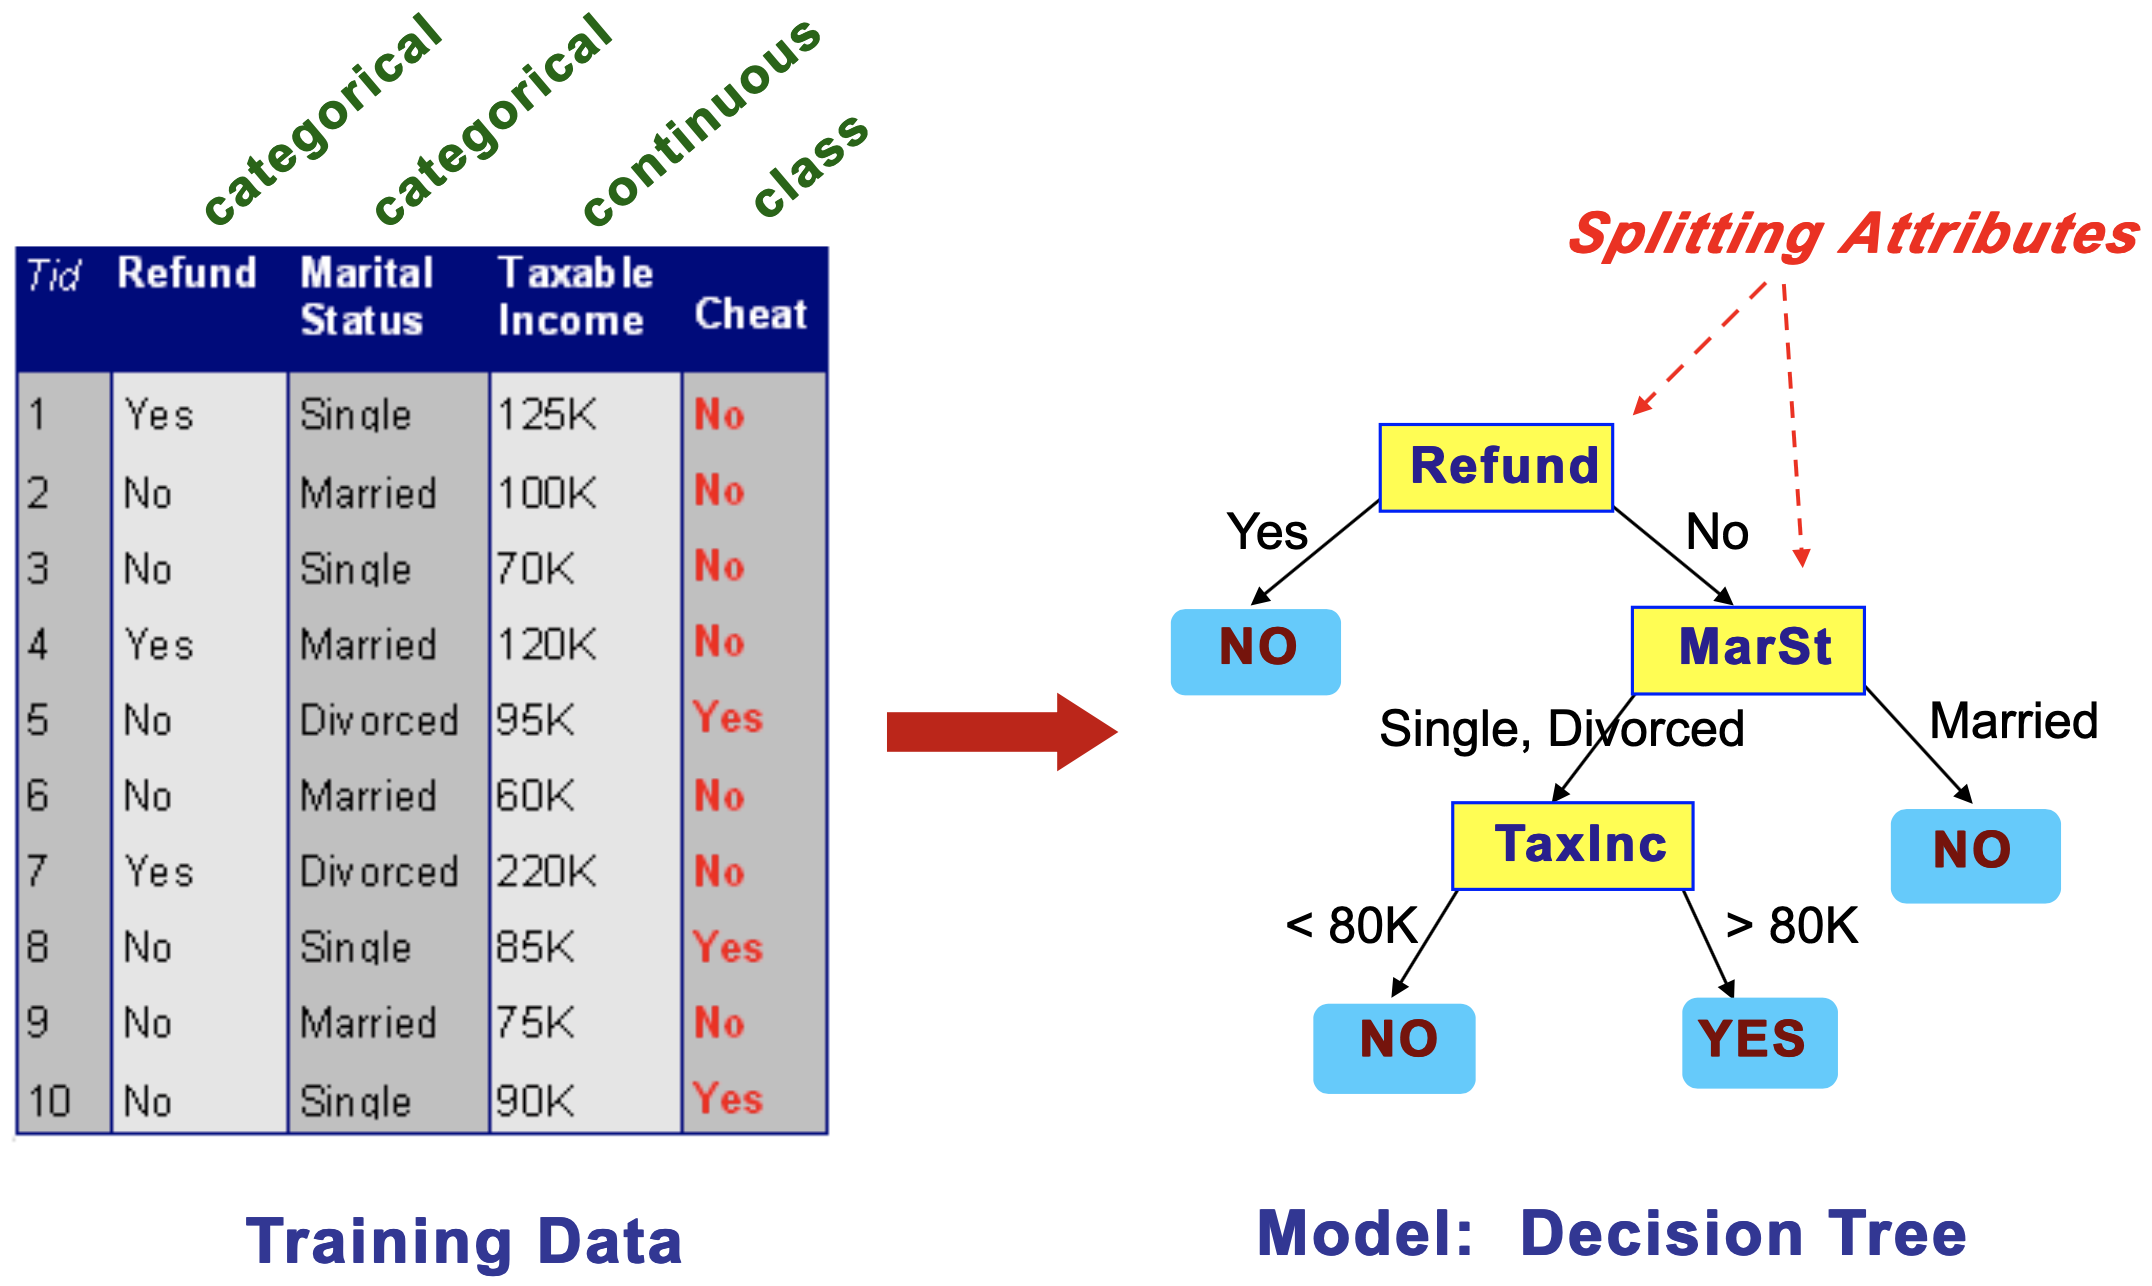 categorical
categorical
continuous
class
Tid Refund Marital Status Taxable Income Cheat
1 Yes Single 125K No
2 No Married 100K No
3 No Single 70K No
4 Yes Married 120K No
5 No Divorced 95K Yes
6 No Married 60K No
7 Yes Divorced 220K No
8 No Single 85K Yes
9 No Married 75K No
10 No Single 90K Yes
Training Data
Splitting Attributes
Refund
Yes No
NO MarSt
Single, Divorced Married
TaxInc NO
< 80K > 80K
NO YES
Model: Decision Tree